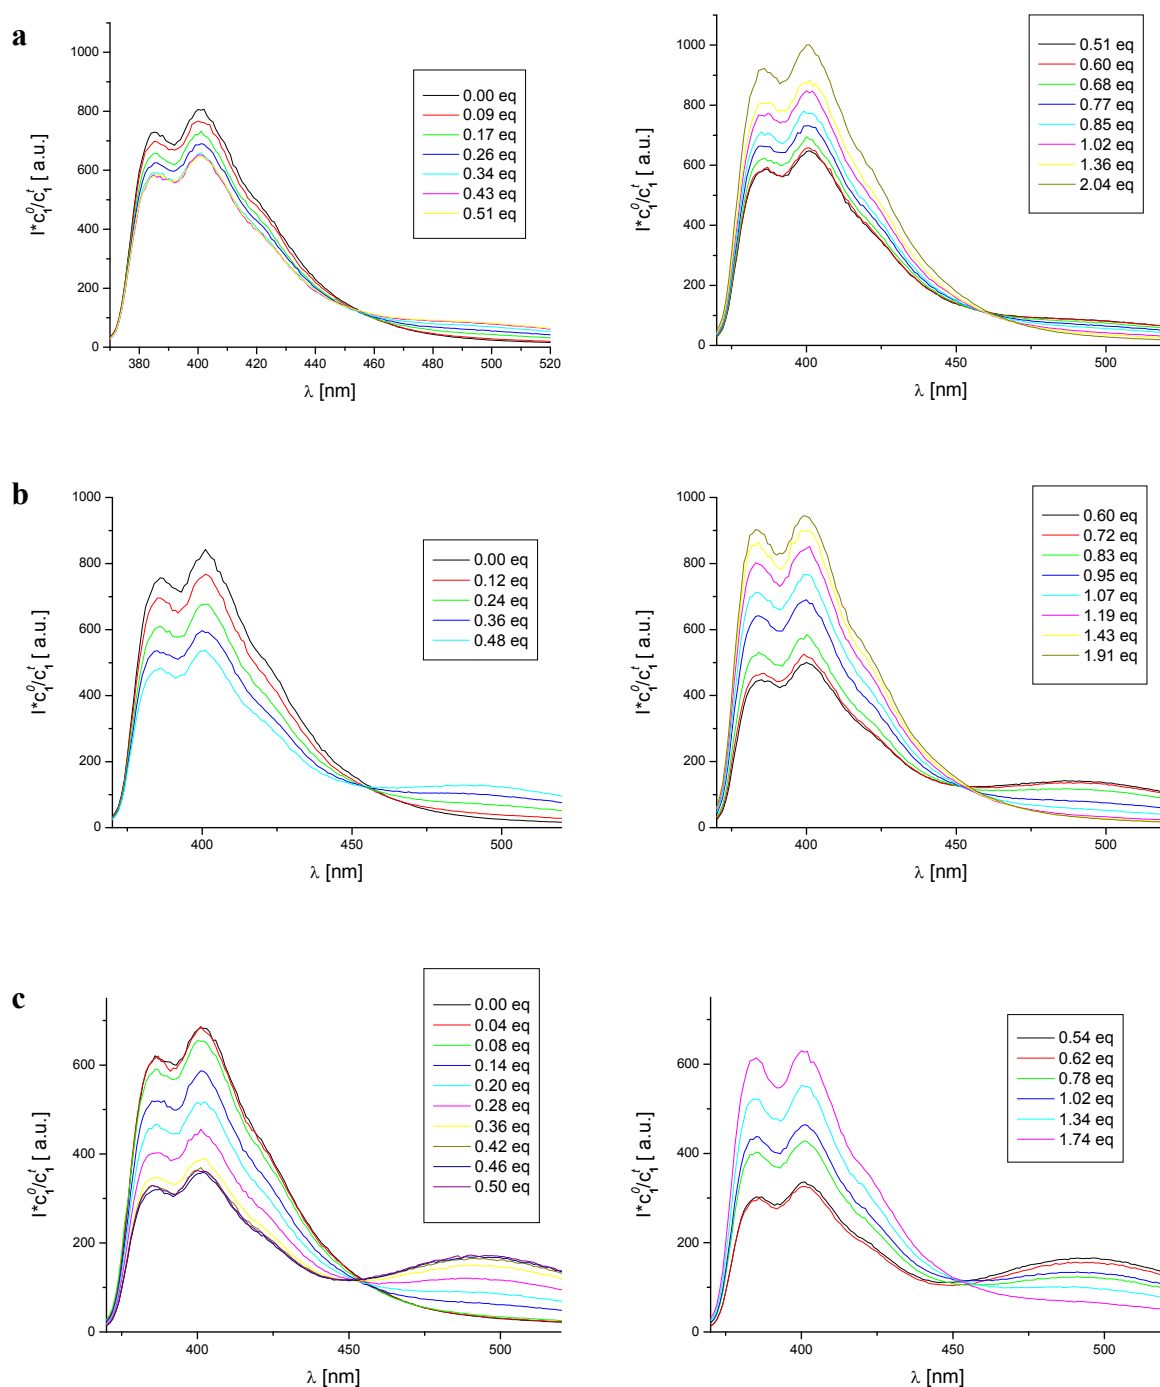 a
1000
800
600
400
200
0
I*c₁⁰/c₁ᵗ [ a.u.]
380 400 420 440 460 480 500 520
λ [nm]
0.00 eq
0.09 eq
0.17 eq
0.26 eq
0.34 eq
0.43 eq
0.51 eq
1000
800
600
400
200
0
I*c₁⁰/c₁ᵗ [ a.u.]
400 450 500
λ [nm]
0.51 eq
0.60 eq
0.68 eq
0.77 eq
0.85 eq
1.02 eq
1.36 eq
2.04 eq
b
1000
800
600
400
200
0
I*c₁⁰/c₁ᵗ [ a.u.]
400 450 500
λ [nm]
0.00 eq
0.12 eq
0.24 eq
0.36 eq
0.48 eq
1000
800
600
400
200
0
I*c₁⁰/c₁ᵗ [ a.u.]
400 450 500
λ [nm]
0.60 eq
0.72 eq
0.83 eq
0.95 eq
1.07 eq
1.19 eq
1.43 eq
1.91 eq
c
600
400
200
0
I*c₁⁰/c₁ᵗ [ a.u.]
400 450 500
λ [nm]
0.00 eq
0.04 eq
0.08 eq
0.14 eq
0.20 eq
0.28 eq
0.36 eq
0.42 eq
0.46 eq
0.50 eq
600
400
200
0
I*c₁⁰/c₁ᵗ [ a.u.]
400 450 500
λ [nm]
0.54 eq
0.62 eq
0.78 eq
1.02 eq
1.34 eq
1.74 eq